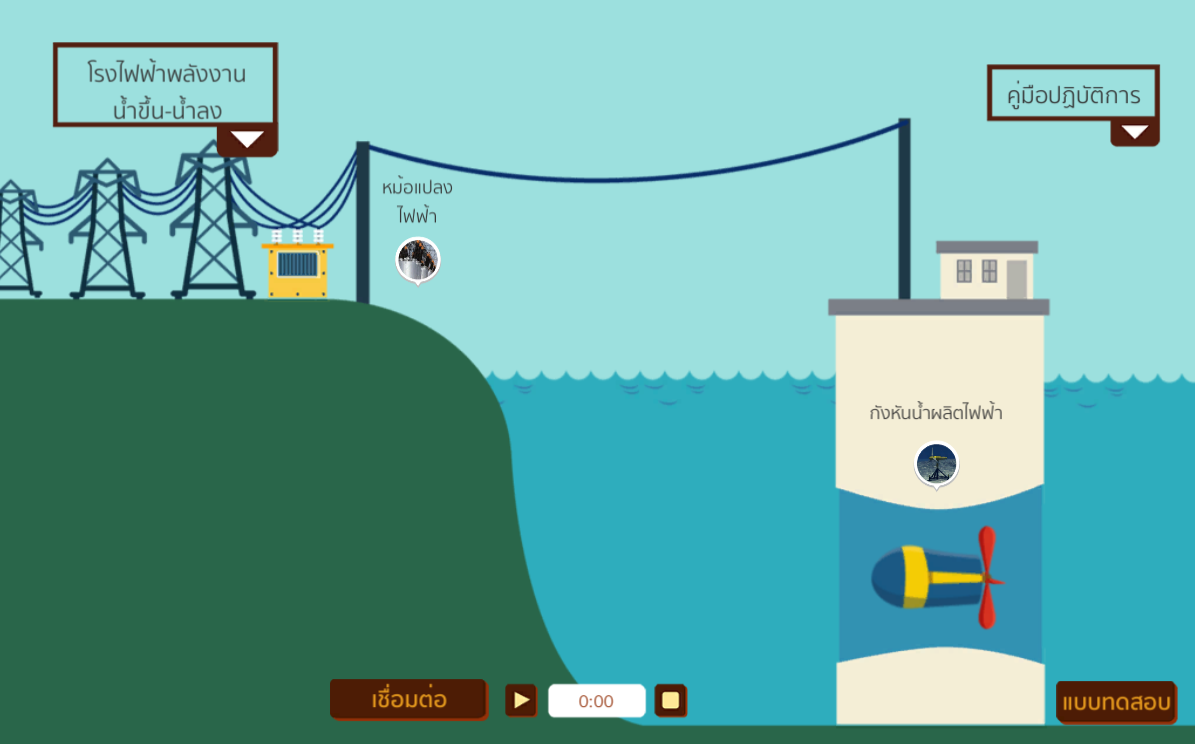 โรงไฟฟ้าพลังงาน
น้ำขึ้น-น้ำลง
คู่มือปฏิบัติการ
หม้อแปลง
ไฟฟ้า
กังหันน้ำผลิตไฟฟ้า
เชื่อมต่อ
0:00
แบบทดสอบ